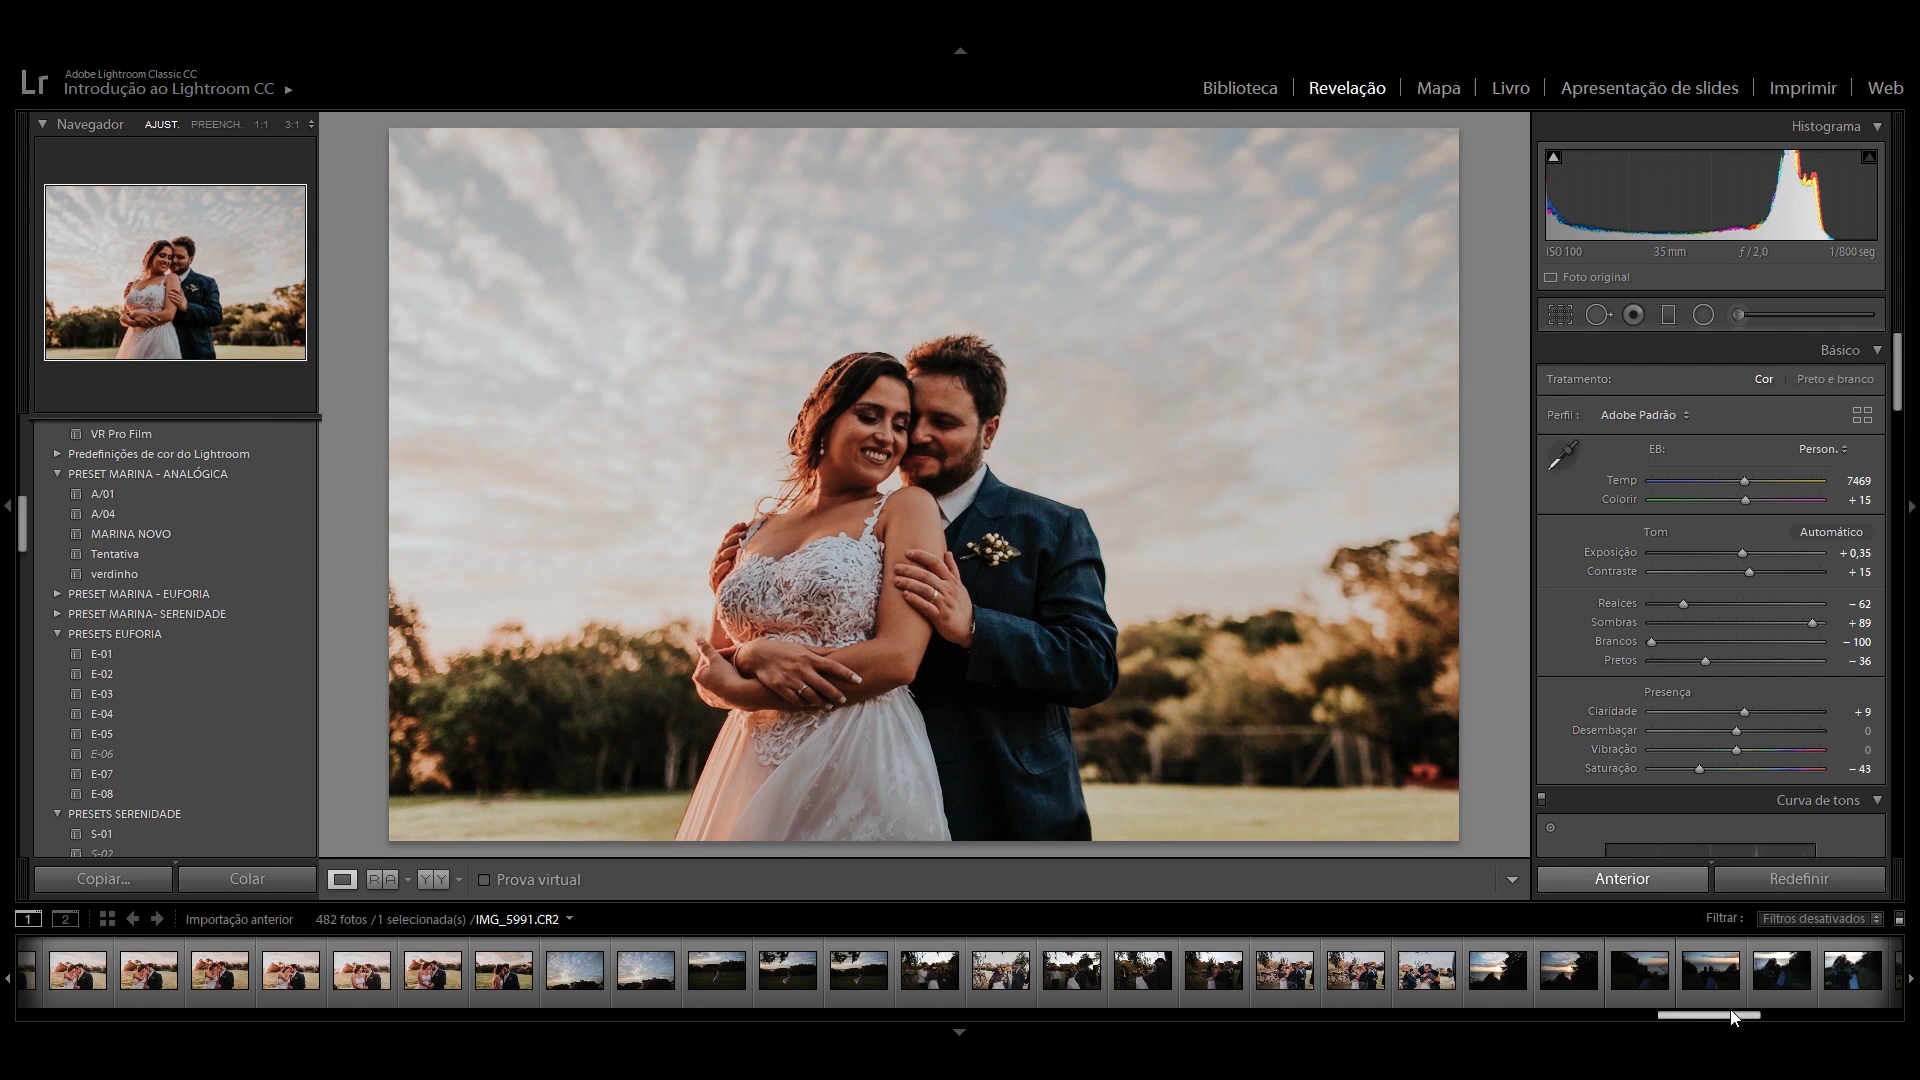 Lr
Adobe Lightroom Classic CC
Introdução ao Lightroom CC
Biblioteca
Revelação
Mapa
Livro
Apresentação de slides
Imprimir
Web
Navegador
AJUST.
PREENCH.
1:1
3:1
VR Pro Film
Predefinições de cor do Lightroom
PRESET MARINA - ANALÓGICA
A/01
A/04
MARINA NOVO
Tentativa
verdinho
PRESET MARINA - EUFORIA
PRESET MARINA- SERENIDADE
PRESETS EUFORIA
E-01
E-02
E-03
E-04
E-05
E-06
E-07
E-08
PRESETS SERENIDADE
S-01
S-02
Copiar...
Colar
R A
Y Y
Prova virtual
Histograma
ISO 100
35 mm
ƒ / 2,0
1/800 seg
Foto original
Básico
Tratamento:
Cor
Preto e branco
Perfil :
Adobe Padrão
EB:
Person.
Temp
7469
Colorir
+ 15
Tom
Automático
Exposição
+ 0,35
Contraste
+ 15
Realces
− 62
Sombras
+ 89
Brancos
− 100
Pretos
− 36
Presença
Claridade
+ 9
Desembaçar
0
Vibração
0
Saturação
− 43
Curva de tons
Anterior
Redefinir
1
2
Importação anterior
482 fotos /1 selecionada(s) /IMG_5991.CR2
Filtrar :
Filtros desativados